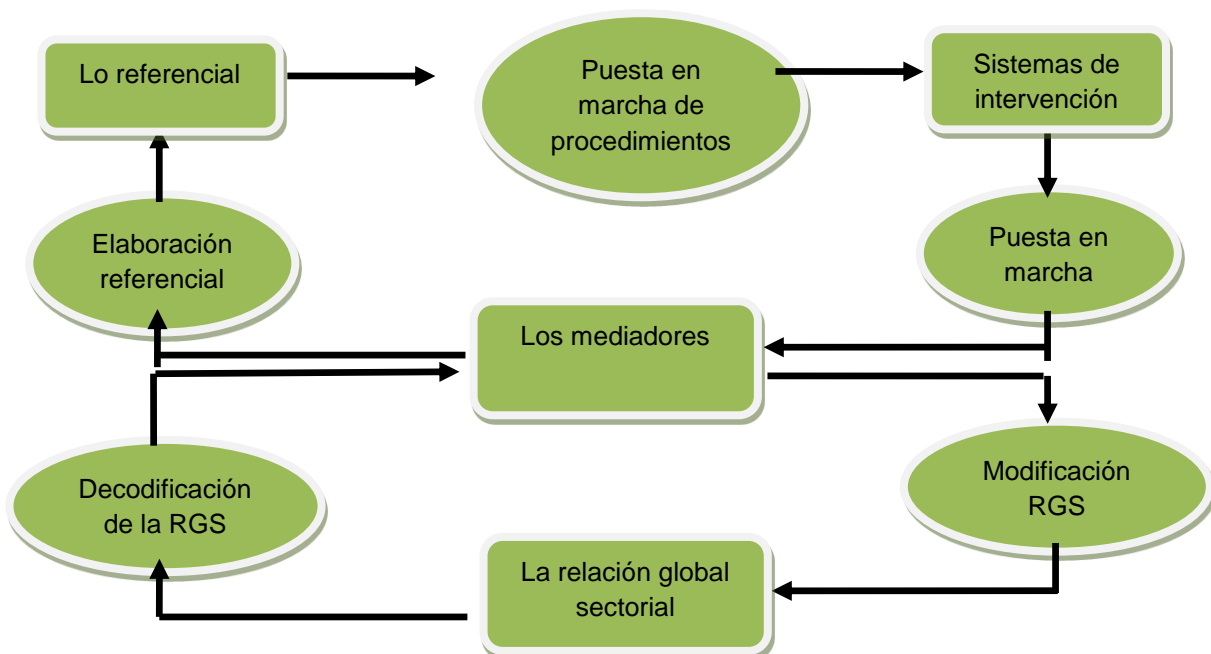 Lo referencial
Puesta en
marcha de
procedimientos
Sistemas de
intervención
Elaboración
referencial
Puesta en
marcha
Los mediadores
Decodificación
de la RGS
Modificación
RGS
La relación global
sectorial